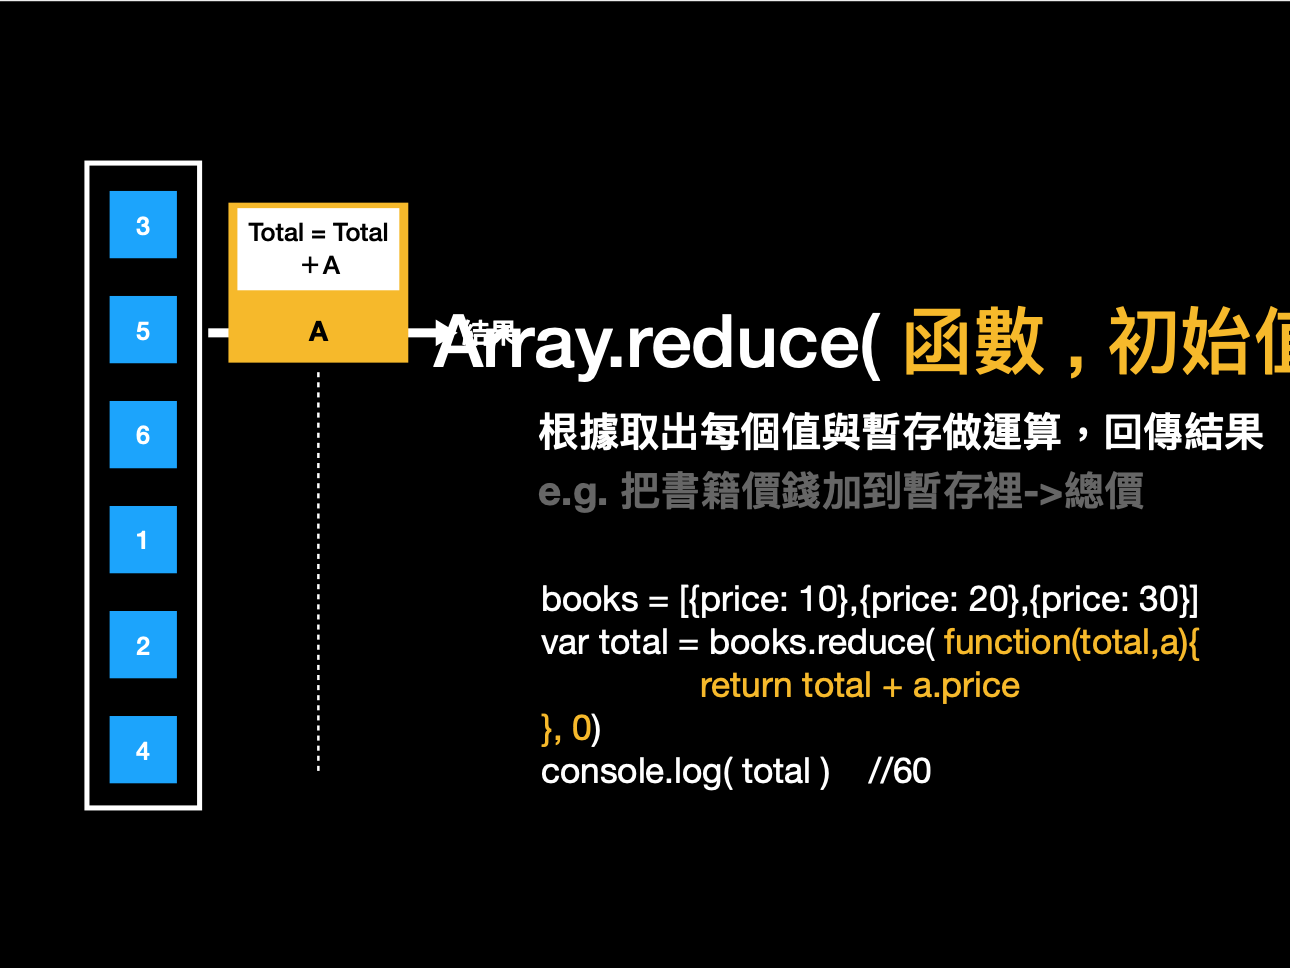 3
5
6
1
2
4
Total = Total
＋A
A
結果
Array.reduce( 函數 , 初始值
根據取出每個值與暫存做運算，回傳結果
e.g. 把書籍價錢加到暫存裡->總價
books = [{price: 10},{price: 20},{price: 30}]
var total = books.reduce( function(total,a){
return total + a.price
}, 0)
console.log( total ) //60